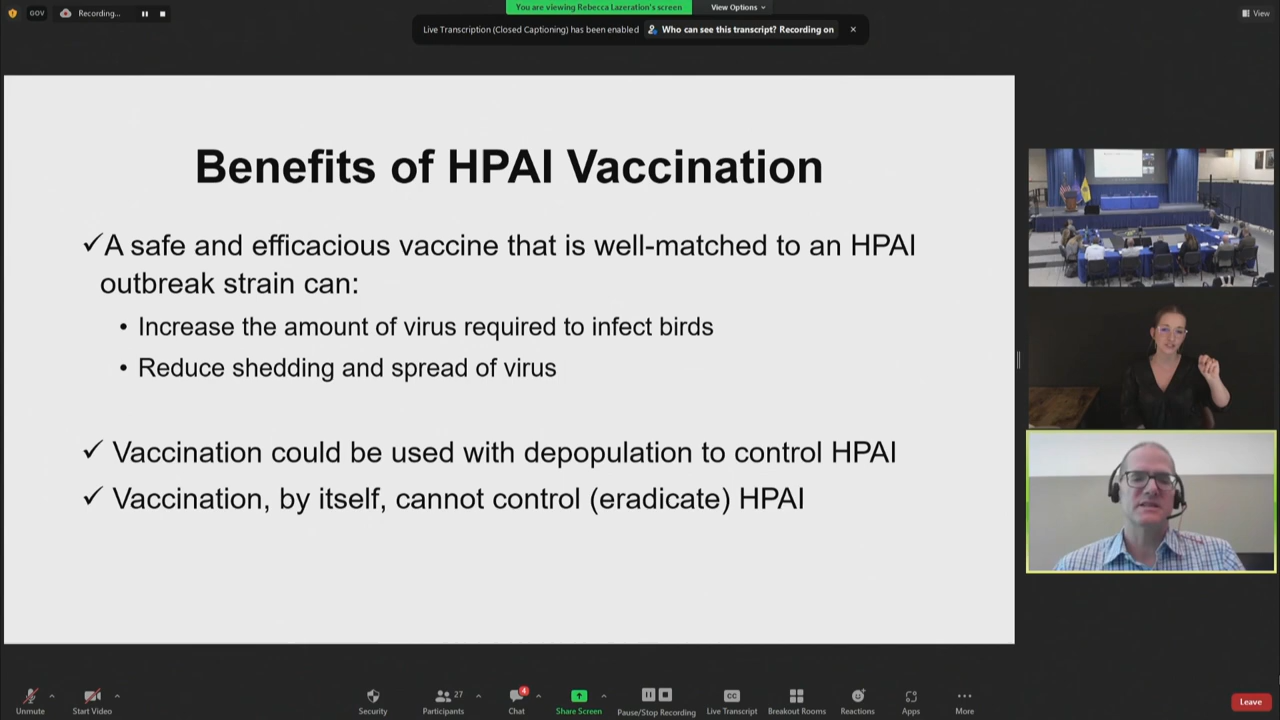 GOV
Recording...
You are viewing Rebecca Lazeration's screen
View Options
View
Live Transcription (Closed Captioning) has been enabled
Who can see this transcript? Recording on
Benefits of HPAI Vaccination
✓A safe and efficacious vaccine that is well-matched to an HPAI
outbreak strain can:
• Increase the amount of virus required to infect birds
• Reduce shedding and spread of virus
✓ Vaccination could be used with depopulation to control HPAI
✓ Vaccination, by itself, cannot control (eradicate) HPAI
Unmute
Start Video
Security
Participants
27
Chat
4
Share Screen
Pause/Stop Recording
CC
Live Transcript
Breakout Rooms
Reactions
Apps
More
Leave